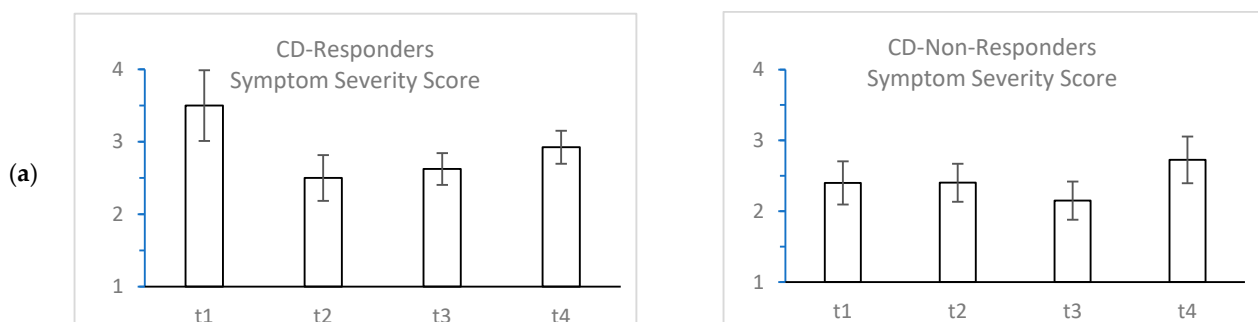 CD-Responders
Symptom Severity Score
4
3
2
1
t1 t2 t3 t4
(a)
CD-Non-Responders
Symptom Severity Score
4
3
2
1
t1 t2 t3 t4